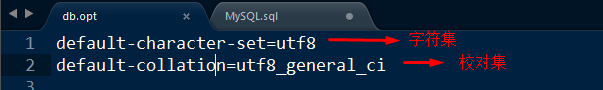 db.opt × MySQL.sql
1 default-character-set=utf8 字符集
2 default-collation=utf8_general_ci 校对集
3